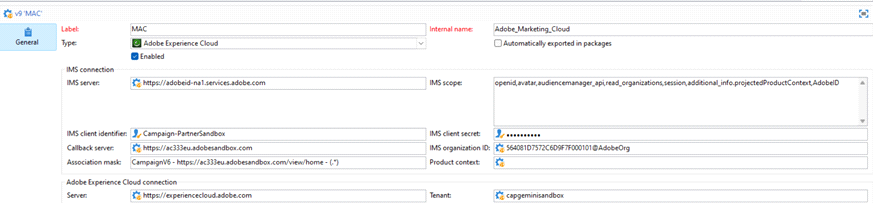 v9 'MAC'
General
Label: MAC Internal name: Adobe_Marketing_Cloud
Type: Adobe Experience Cloud Automatically exported in packages
Enabled
IMS connection
IMS server: https://adobeid-na1.services.adobe.com IMS scope: openid,avatar,audiencemanager_api,read_organizations,session,additional_info.projectedProductContext,AdobeID
IMS client identifier: Campaign-PartnerSandbox IMS client secret: ••••••••••
Callback server: https://ac333eu.adobesandbox.com IMS organization ID: 564081D7572C6D9F7F000101@AdobeOrg
Association mask: CampaignV6 - https://ac333eu.adobesandbox.com/view/home - (.*) Product context:
Adobe Experience Cloud connection
Server: https://experiencecloud.adobe.com Tenant: capgeminisandbox